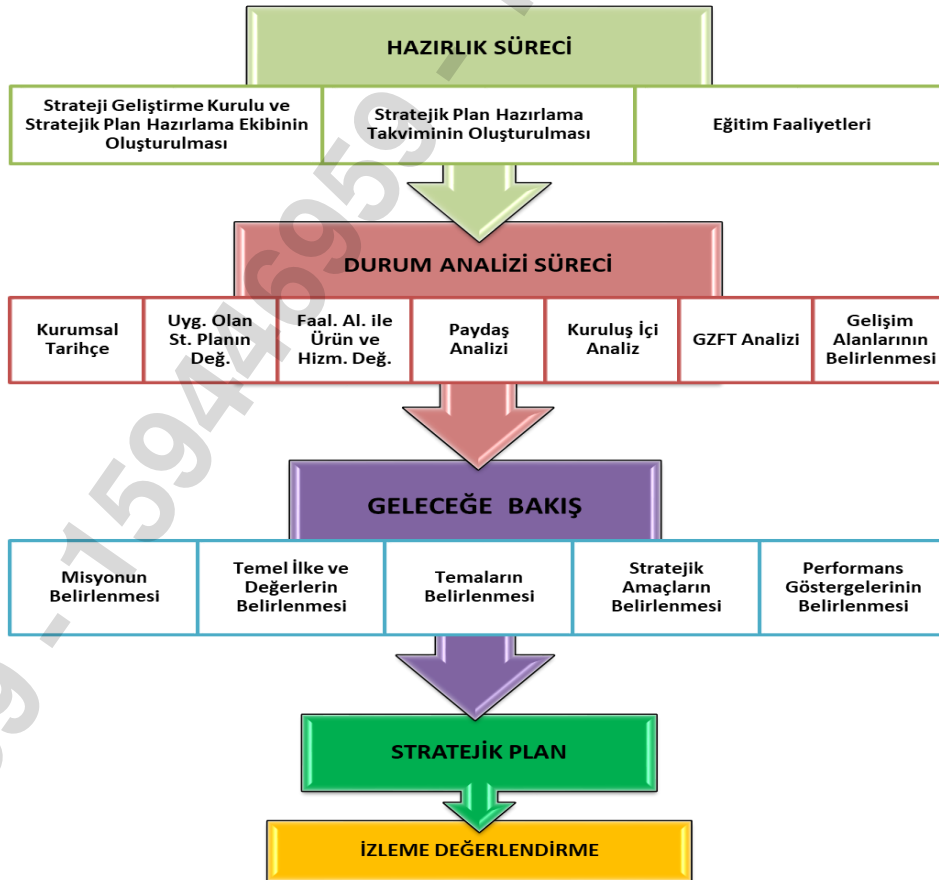 HAZIRLIK SÜRECİ
Strateji Geliştirme Kurulu ve
Stratejik Plan Hazırlama Ekibinin
Oluşturulması
Stratejik Plan Hazırlama
Takviminin Oluşturulması
Eğitim Faaliyetleri
DURUM ANALİZİ SÜRECİ
Kurumsal
Tarihçe
Uyg. Olan
St. Planın
Değ.
Faal. Al. ile
Ürün ve
Hizm. Değ.
Paydaş
Analizi
Kuruluş İçi
Analiz
GZFT Analizi
Gelişim
Alanlarının
Belirlenmesi
GELECEĞE BAKIŞ
Misyonun
Belirlenmesi
Temel İlke ve
Değerlerin
Belirlenmesi
Temaların
Belirlenmesi
Stratejik
Amaçların
Belirlenmesi
Performans
Göstergelerinin
Belirlenmesi
STRATEJİK PLAN
İZLEME DEĞERLENDİRME
59 - 159446959 -